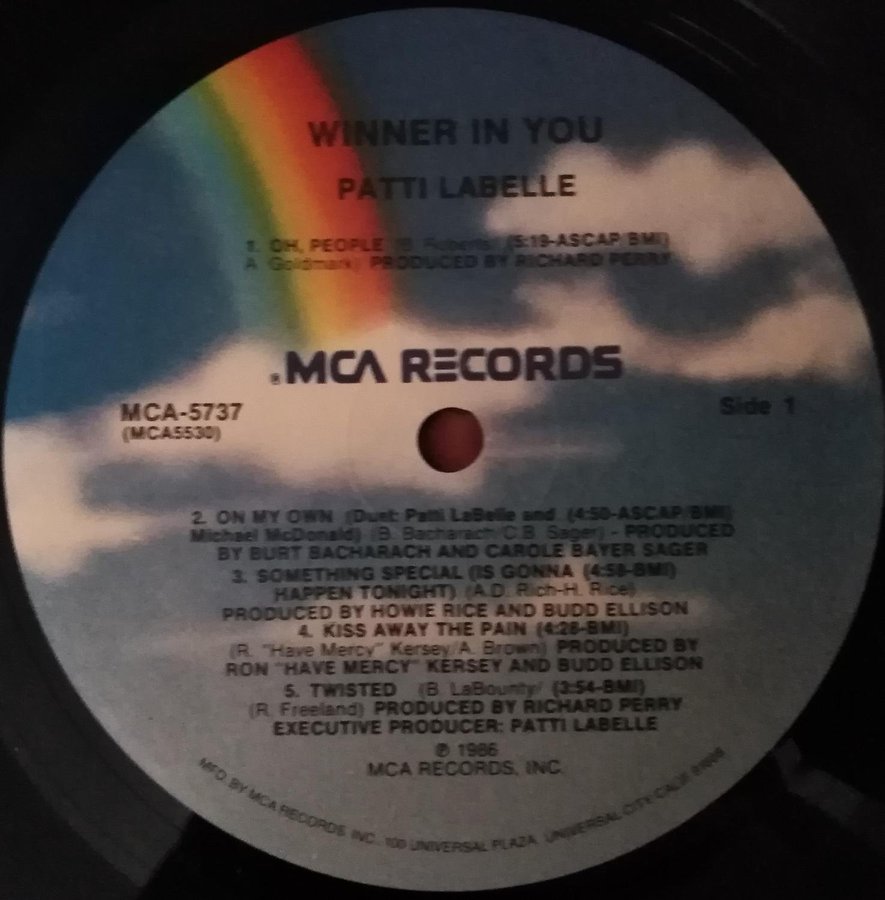 WINNER IN YOU
PATTI LABELLE
1. OH, PEOPLE (B. Roberts/ (5:19-ASCAP/BMI)
A. Goldmark) PRODUCED BY RICHARD PERRY
MCA RECORDS
MCA-5737
(MCA5530)
Side 1
2. ON MY OWN (Duet: Patti LaBelle and (4:50-ASCAP/BMI)
Michael McDonald) (B. Bacharach/C.B. Sager) - PRODUCED
BY BURT BACHARACH AND CAROLE BAYER SAGER
3. SOMETHING SPECIAL (IS GONNA (4:58-BMI)
HAPPEN TONIGHT) (A.D. Rich-H. Rice)
PRODUCED BY HOWIE RICE AND BUDD ELLISON
4. KISS AWAY THE PAIN (4:28-BMI)
(R. "Have Mercy" Kersey/A. Brown) PRODUCED BY
RON "HAVE MERCY" KERSEY AND BUDD ELLISON
5. TWISTED (B. LaBounty/ (3:54-BMI)
(R. Freeland) PRODUCED BY RICHARD PERRY
EXECUTIVE PRODUCER: PATTI LABELLE
℗ 1986
MCA RECORDS, INC.
MFD. BY MCA RECORDS INC., 100 UNIVERSAL PLAZA, UNIVERSAL CITY, CALIF.